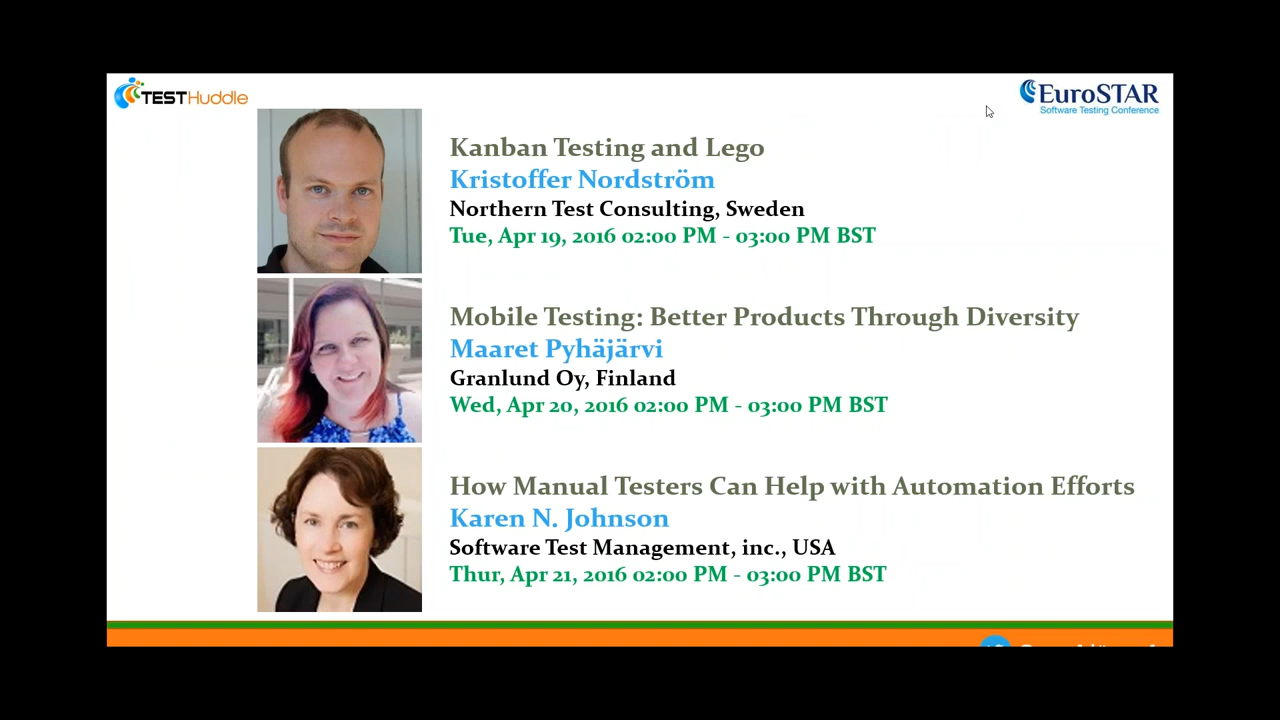 TESTHuddle
EuroSTAR
Software Testing Conference
Kanban Testing and Lego
Kristoffer Nordström
Northern Test Consulting, Sweden
Tue, Apr 19, 2016 02:00 PM - 03:00 PM BST
Mobile Testing: Better Products Through Diversity
Maaret Pyhäjärvi
Granlund Oy, Finland
Wed, Apr 20, 2016 02:00 PM - 03:00 PM BST
How Manual Testers Can Help with Automation Efforts
Karen N. Johnson
Software Test Management, inc., USA
Thur, Apr 21, 2016 02:00 PM - 03:00 PM BST